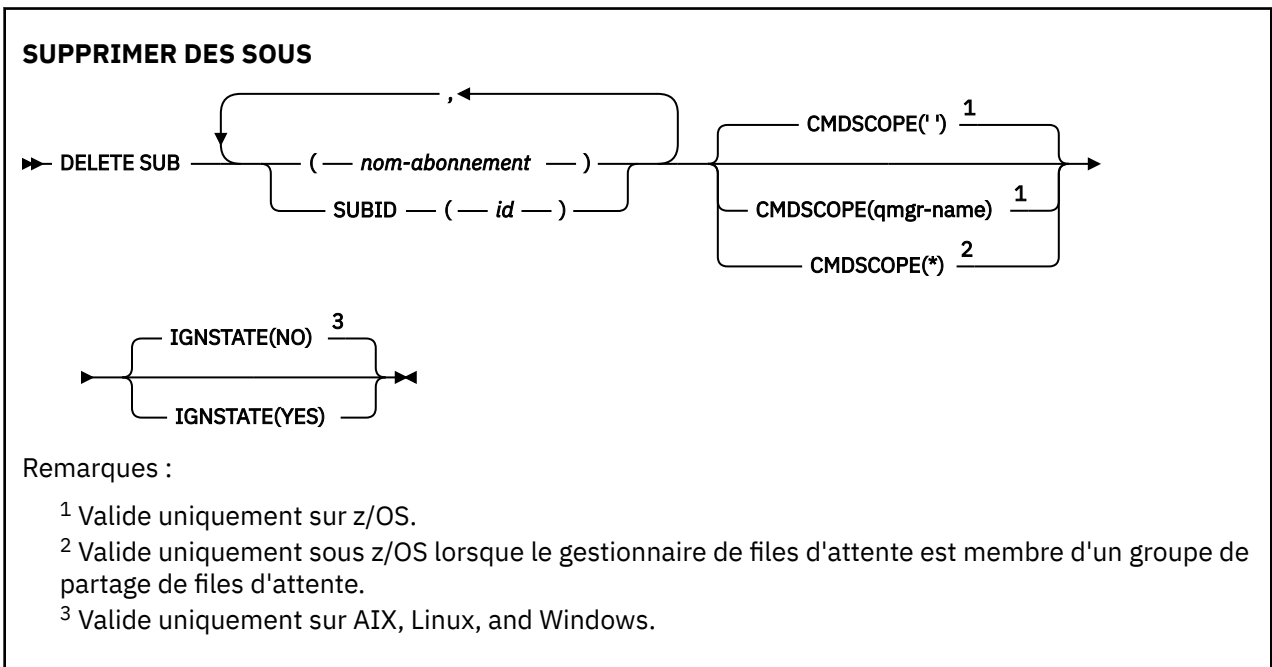 SUPPRIMER DES SOUS
,
DELETE SUB ( nom-abonnement )
SUBID ( id )
CMDSCOPE(' ') 1
CMDSCOPE(qmgr-name) 1
CMDSCOPE(*) 2
IGNSTATE(NO) 3
IGNSTATE(YES)
Remarques :
1 Valide uniquement sur z/OS.
2 Valide uniquement sous z/OS lorsque le gestionnaire de files d'attente est membre d'un groupe de
partage de files d'attente.
3 Valide uniquement sur AIX, Linux, and Windows.